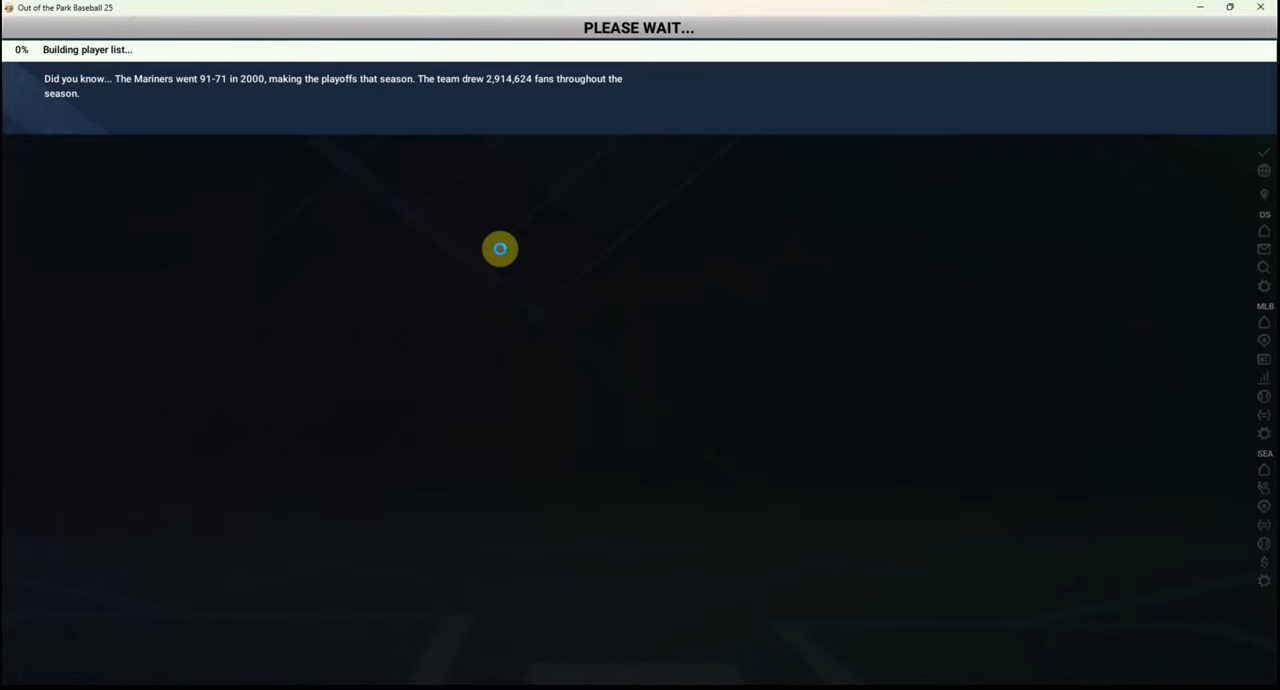 Out of the Park Baseball 25
PLEASE WAIT...
0% Building player list...
Did you know... The Mariners went 91-71 in 2000, making the playoffs that season. The team drew 2,914,624 fans throughout the
season.
OS
MLB
SEA